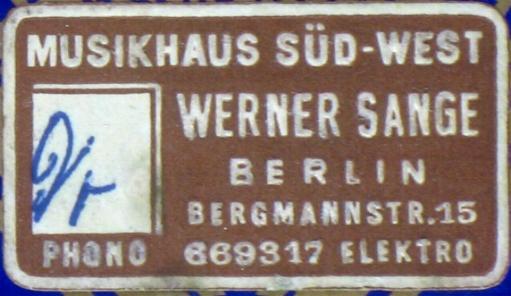 MUSIKHAUS SÜD-WEST
WERNER SANGE
BERLIN
BERGMANNSTR.15
PHONO 669317 ELEKTRO